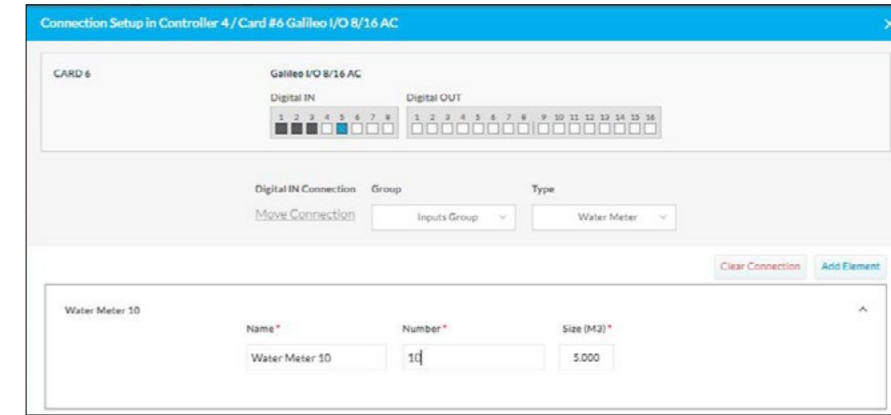 Connection Setup in Controller 4 / Card #6 Galileo I/O 8/16 AC
CARD 6
Galileo I/O 8/16 AC
Digital IN
Digital OUT
1 2 3 4 5 6 7 8
1 2 3 4 5 6 7 8 9 10 11 12 13 14 15 16
Digital IN Connection Group Type
Move Connection Inputs Group Water Meter
Clear Connection Add Element
Water Meter 10
Name* Number* Size (M3)*
Water Meter 10 10 5.000